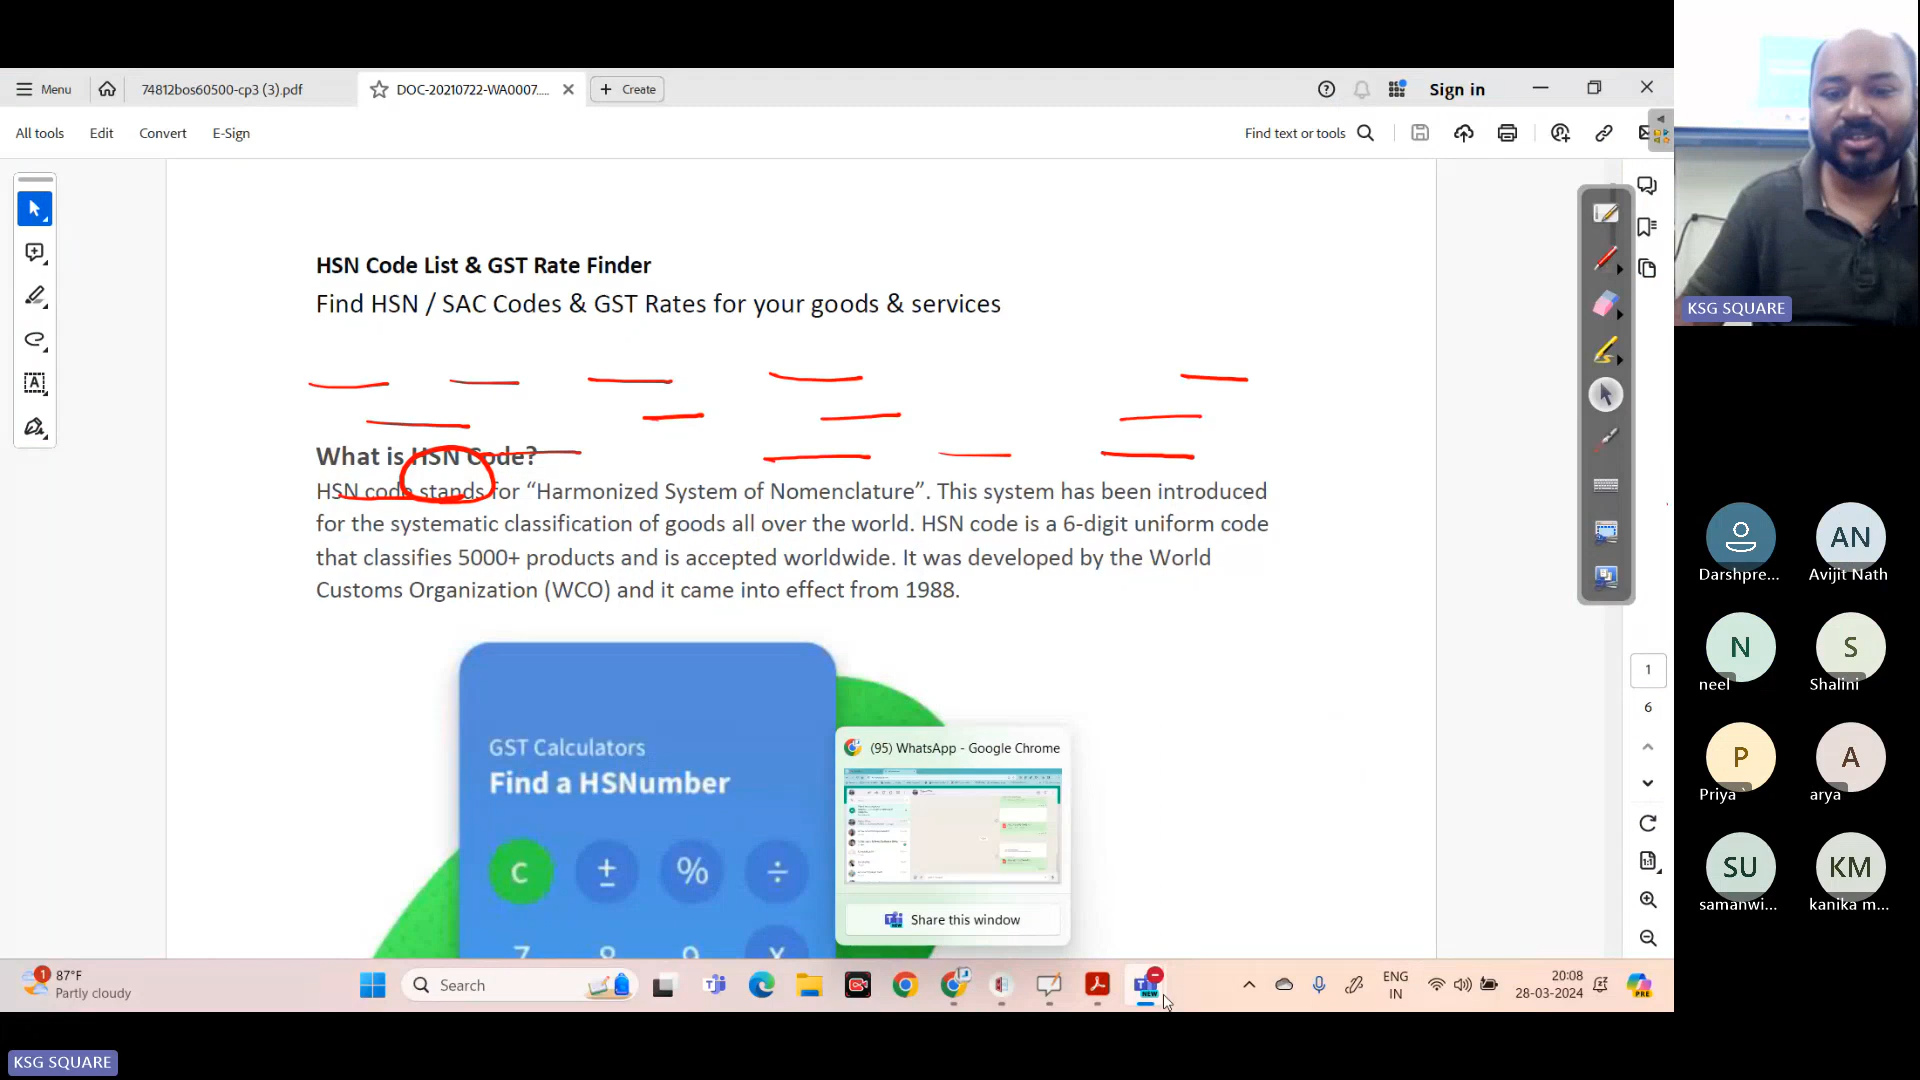 Menu
74812bos60500-cp3 (3).pdf
DOC-20210722-WA0007....
Create
Sign in
All tools
Edit
Convert
E-Sign
Find text or tools
HSN Code List & GST Rate Finder
Find HSN / SAC Codes & GST Rates for your goods & services
What is HSN Code?
HSN code stands for “Harmonized System of Nomenclature”. This system has been introduced
for the systematic classification of goods all over the world. HSN code is a 6-digit uniform code
that classifies 5000+ products and is accepted worldwide. It was developed by the World
Customs Organization (WCO) and it came into effect from 1988.
GST Calculators
Find a HSNumber
C ± % ÷
7 8 9 x
(95) WhatsApp - Google Chrome
Share this window
1
6
KSG SQUARE
Darshpre...
AN
Avijit Nath
N
neel
S
Shalini
P
Priya `
A
arya
SU
samanwi...
KM
kanika m...
1
87°F
Partly cloudy
Search
NEW
ENG
IN
20:08
28-03-2024
PRE
KSG SQUARE